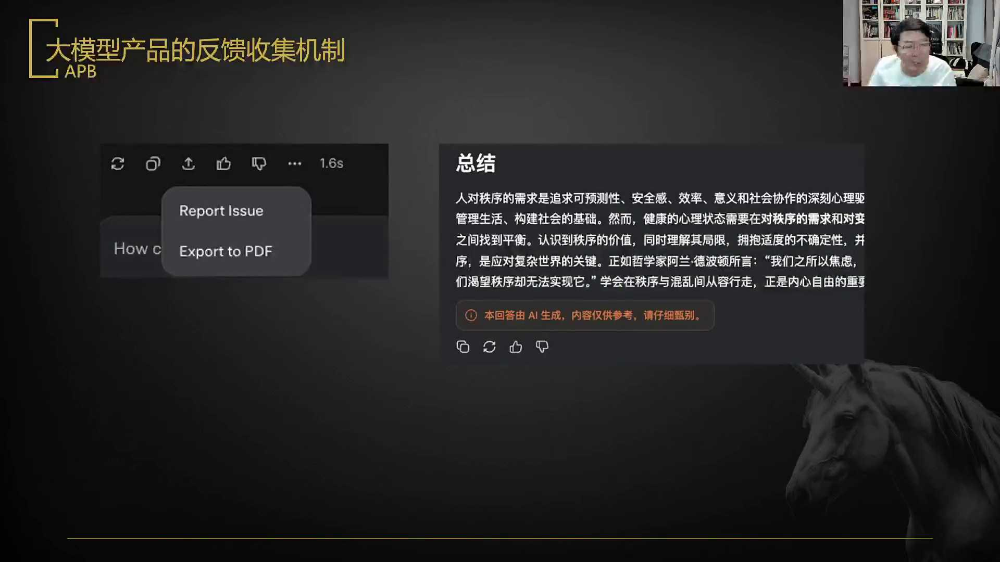 大模型产品的反馈收集机制
APB
1.6s
Report Issue
How c
Export to PDF
总结
人对秩序的需求是追求可预测性、安全感、效率、意义和社会协作的深刻心理驱
管理生活、构建社会的基础。然而，健康的心理状态需要在对秩序的需求和对变
之间找到平衡。认识到秩序的价值，同时理解其局限，拥抱适度的不确定性，并
序，是应对复杂世界的关键。正如哲学家阿兰·德波顿所言：“我们之所以焦虑，
们渴望秩序却无法实现它。”学会在秩序与混乱间从容行走，正是内心自由的重要
本回答由 AI 生成，内容仅供参考，请仔细甄别。